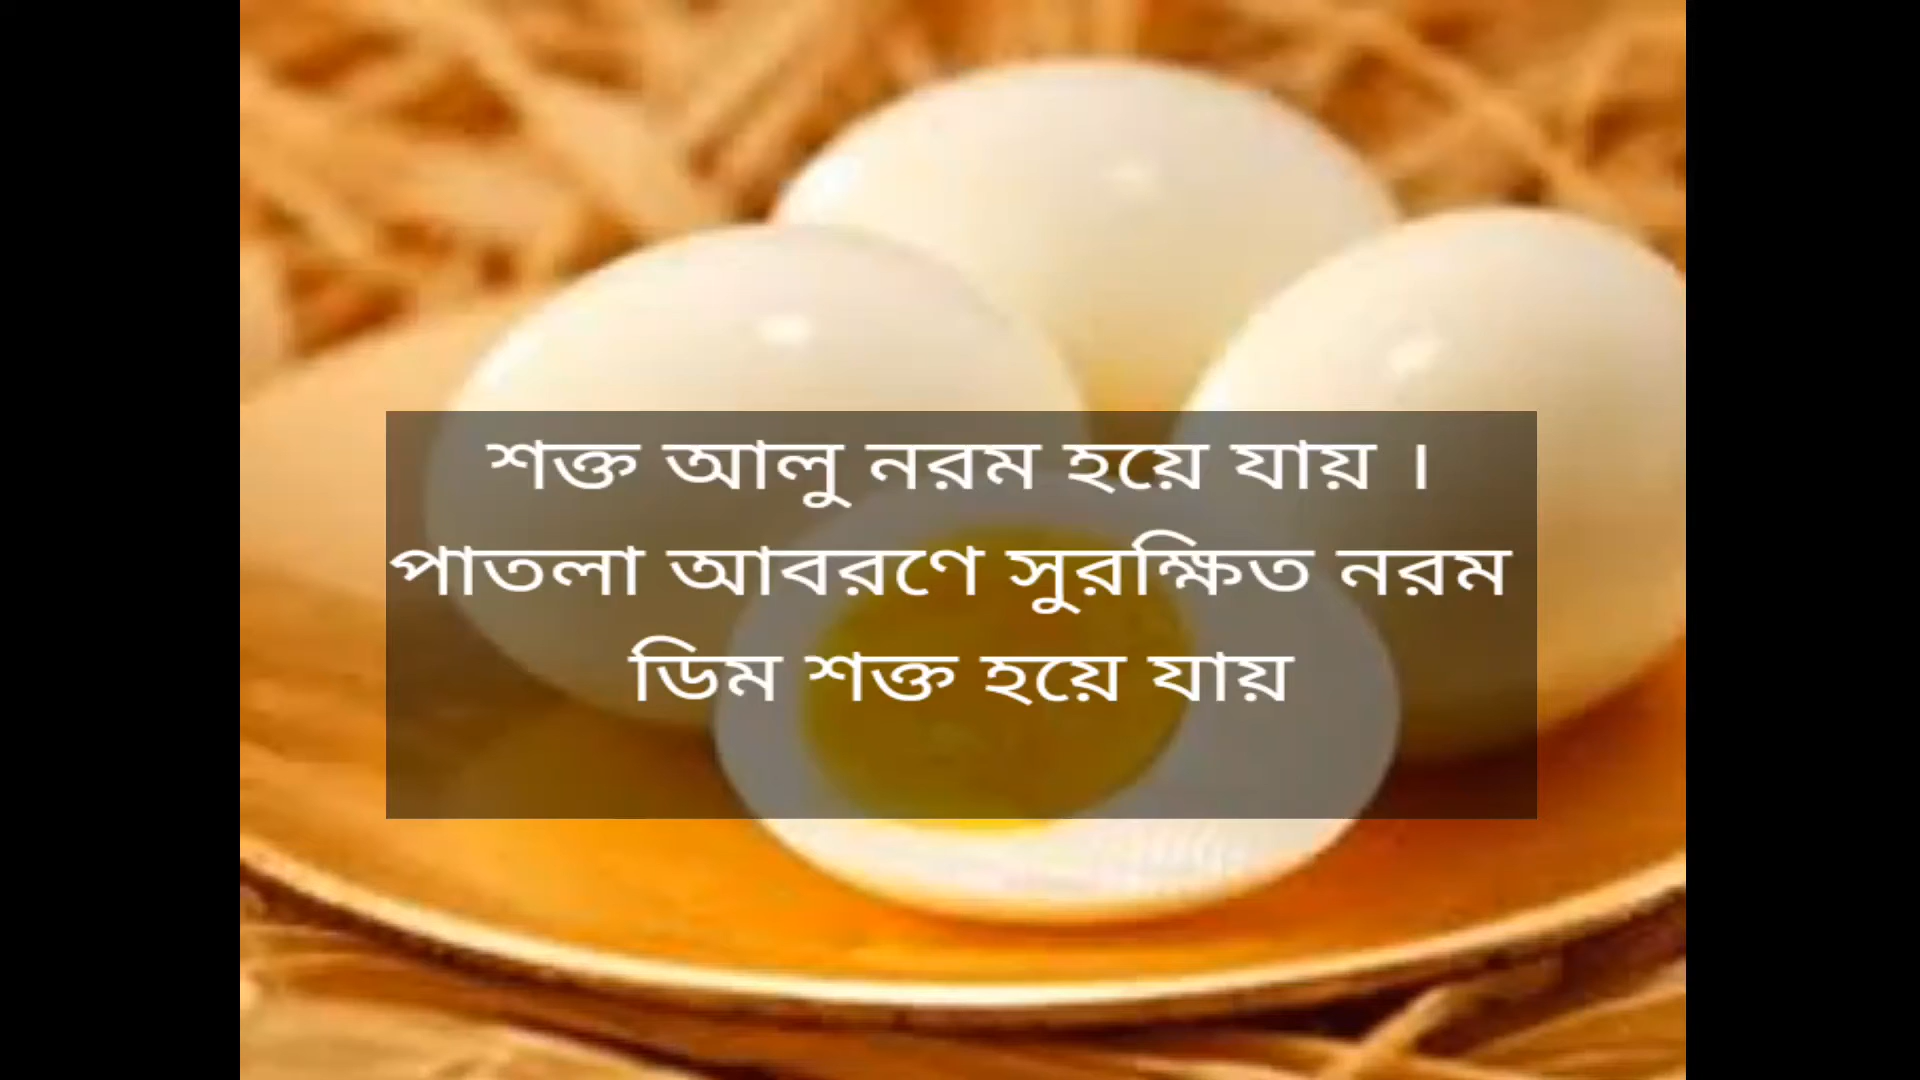 শক্ত আলু নরম হয়ে যায় ।
পাতলা আবরণে সুরক্ষিত নরম
ডিম শক্ত হয়ে যায়